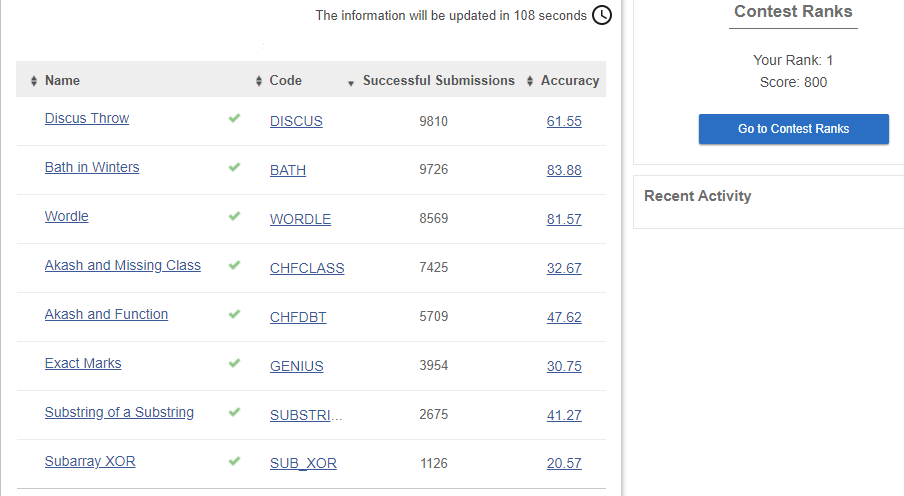 The information will be updated in 108 seconds
Name Code Successful Submissions Accuracy
Discus Throw DISCUS 9810 61.55
Bath in Winters BATH 9726 83.88
Wordle WORDLE 8569 81.57
Akash and Missing Class CHFCLASS 7425 32.67
Akash and Function CHFDBT 5709 47.62
Exact Marks GENIUS 3954 30.75
Substring of a Substring SUBSTRI... 2675 41.27
Subarray XOR SUB_XOR 1126 20.57
Contest Ranks
Your Rank: 1
Score: 800
Go to Contest Ranks
Recent Activity